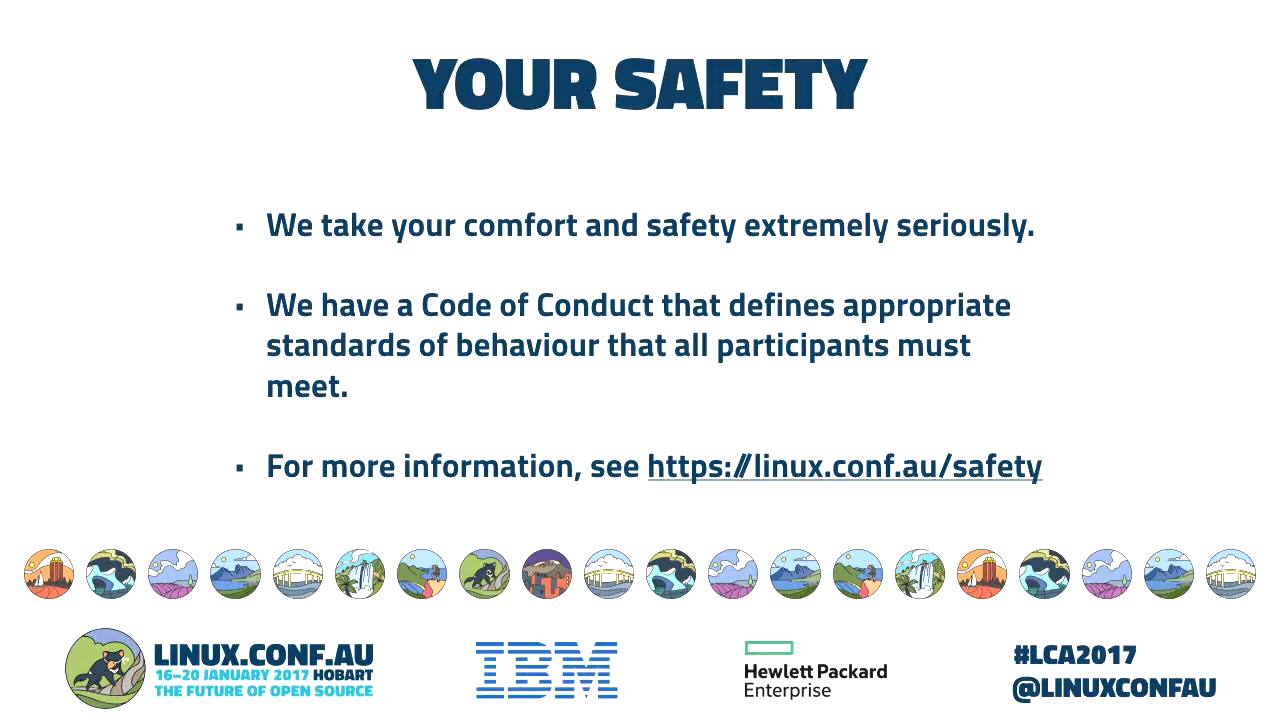 YOUR SAFETY
▪ We take your comfort and safety extremely seriously.
▪ We have a Code of Conduct that defines appropriate
standards of behaviour that all participants must
meet.
▪ For more information, see https://linux.conf.au/safety
LINUX.CONF.AU
16–20 JANUARY 2017 HOBART
THE FUTURE OF OPEN SOURCE
IBM
Hewlett Packard
Enterprise
#LCA2017
@LINUXCONFAU